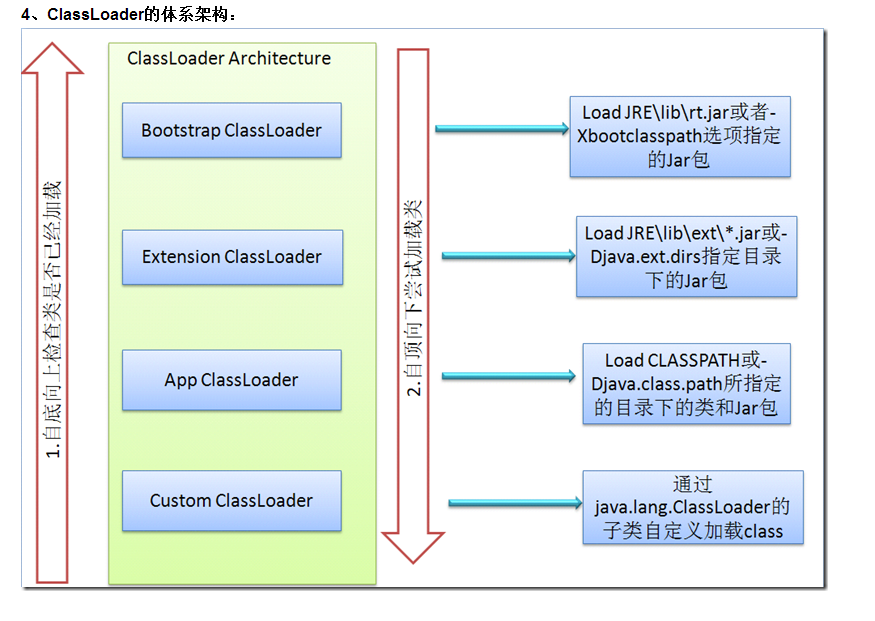 4、ClassLoader的体系架构：
ClassLoader Architecture
1.自底向上检查类是否已经加载
Bootstrap ClassLoader
Extension ClassLoader
App ClassLoader
Custom ClassLoader
2.自顶向下尝试加载类
Load JRE\lib\rt.jar或者-
Xbootclasspath选项指定
的Jar包
Load JRE\lib\ext\*.jar或-
Djava.ext.dirs指定目录
下的Jar包
Load CLASSPATH或-
Djava.class.path所指定
的目录下的类和Jar包
通过
java.lang.ClassLoader的
子类自定义加载class